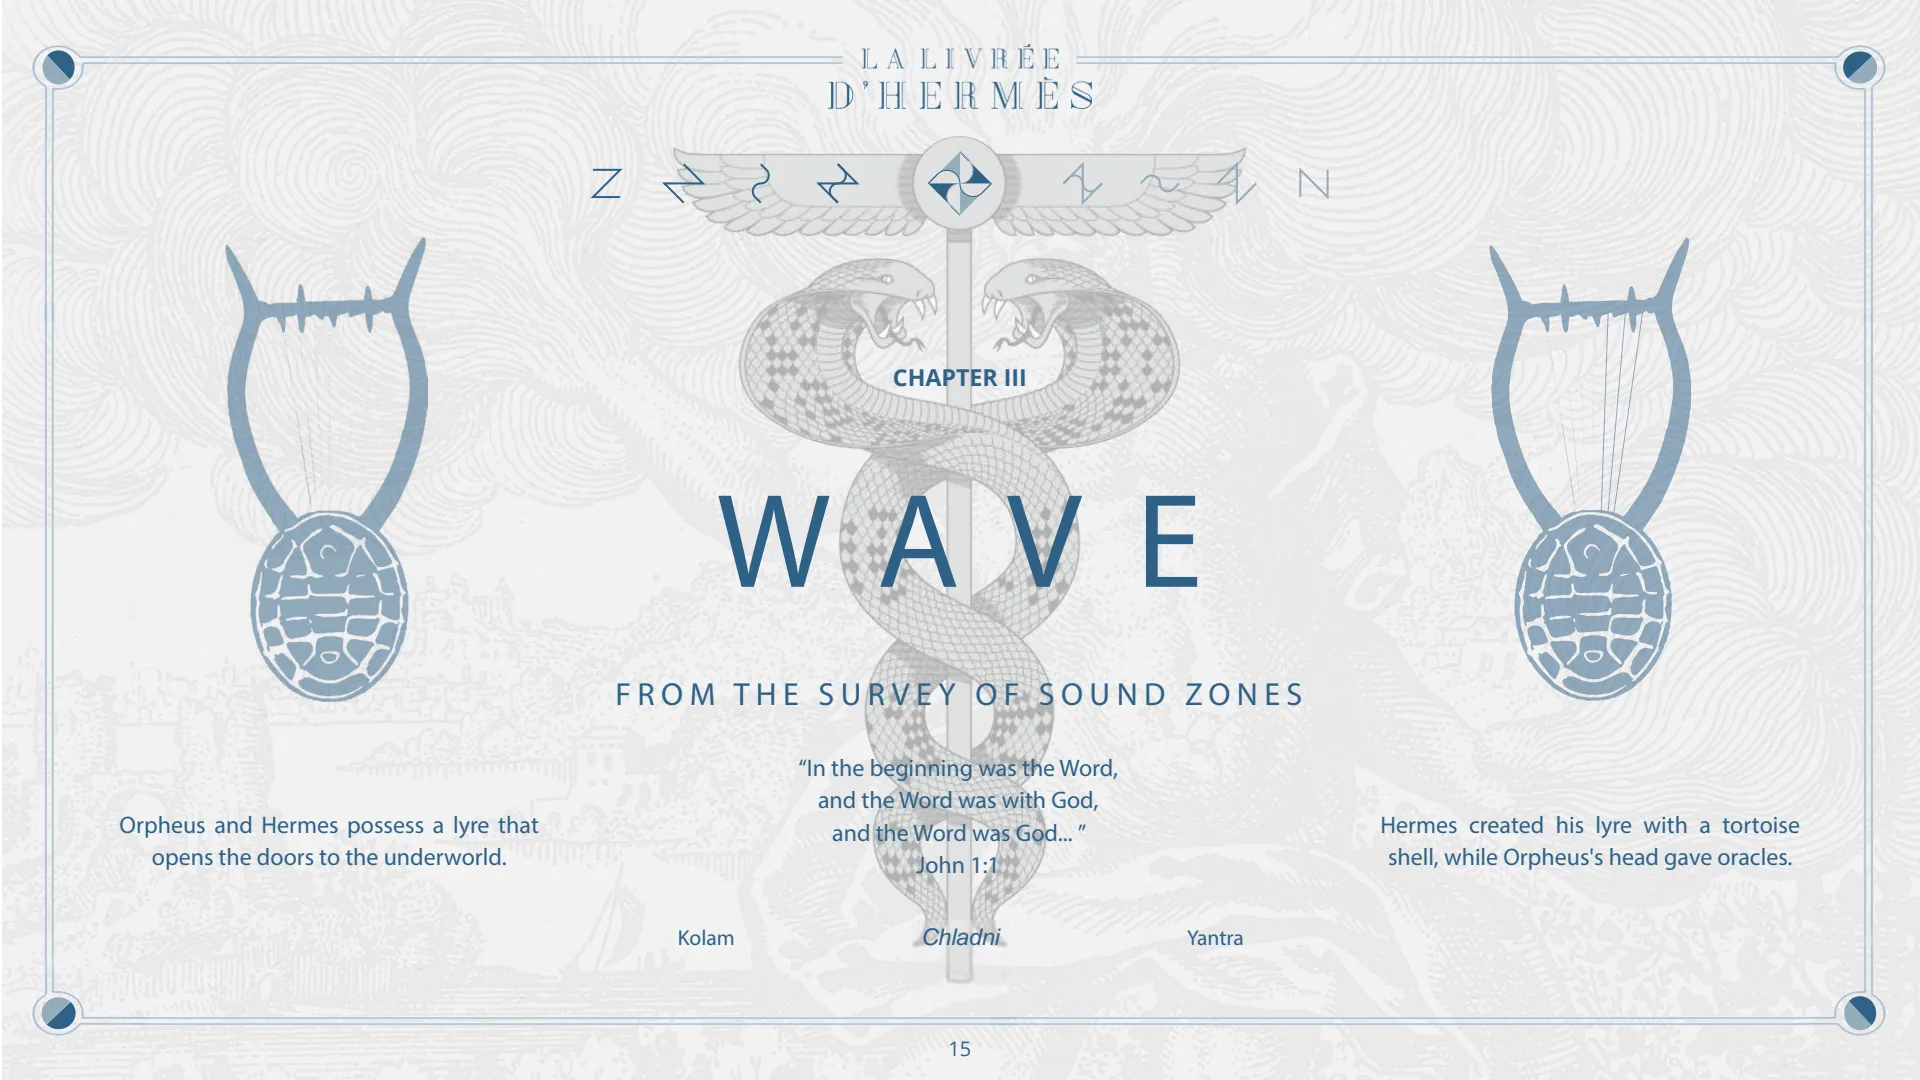 LA LIVRÉE
D'HERMÈS
Z N
CHAPTER III
WAVE
FROM THE SURVEY OF SOUND ZONES
“In the beginning was the Word,
and the Word was with God,
and the Word was God... ”
John 1:1
Orpheus and Hermes possess a lyre that
opens the doors to the underworld.
Hermes created his lyre with a tortoise
shell, while Orpheus's head gave oracles.
Kolam
Chladni
Yantra
15